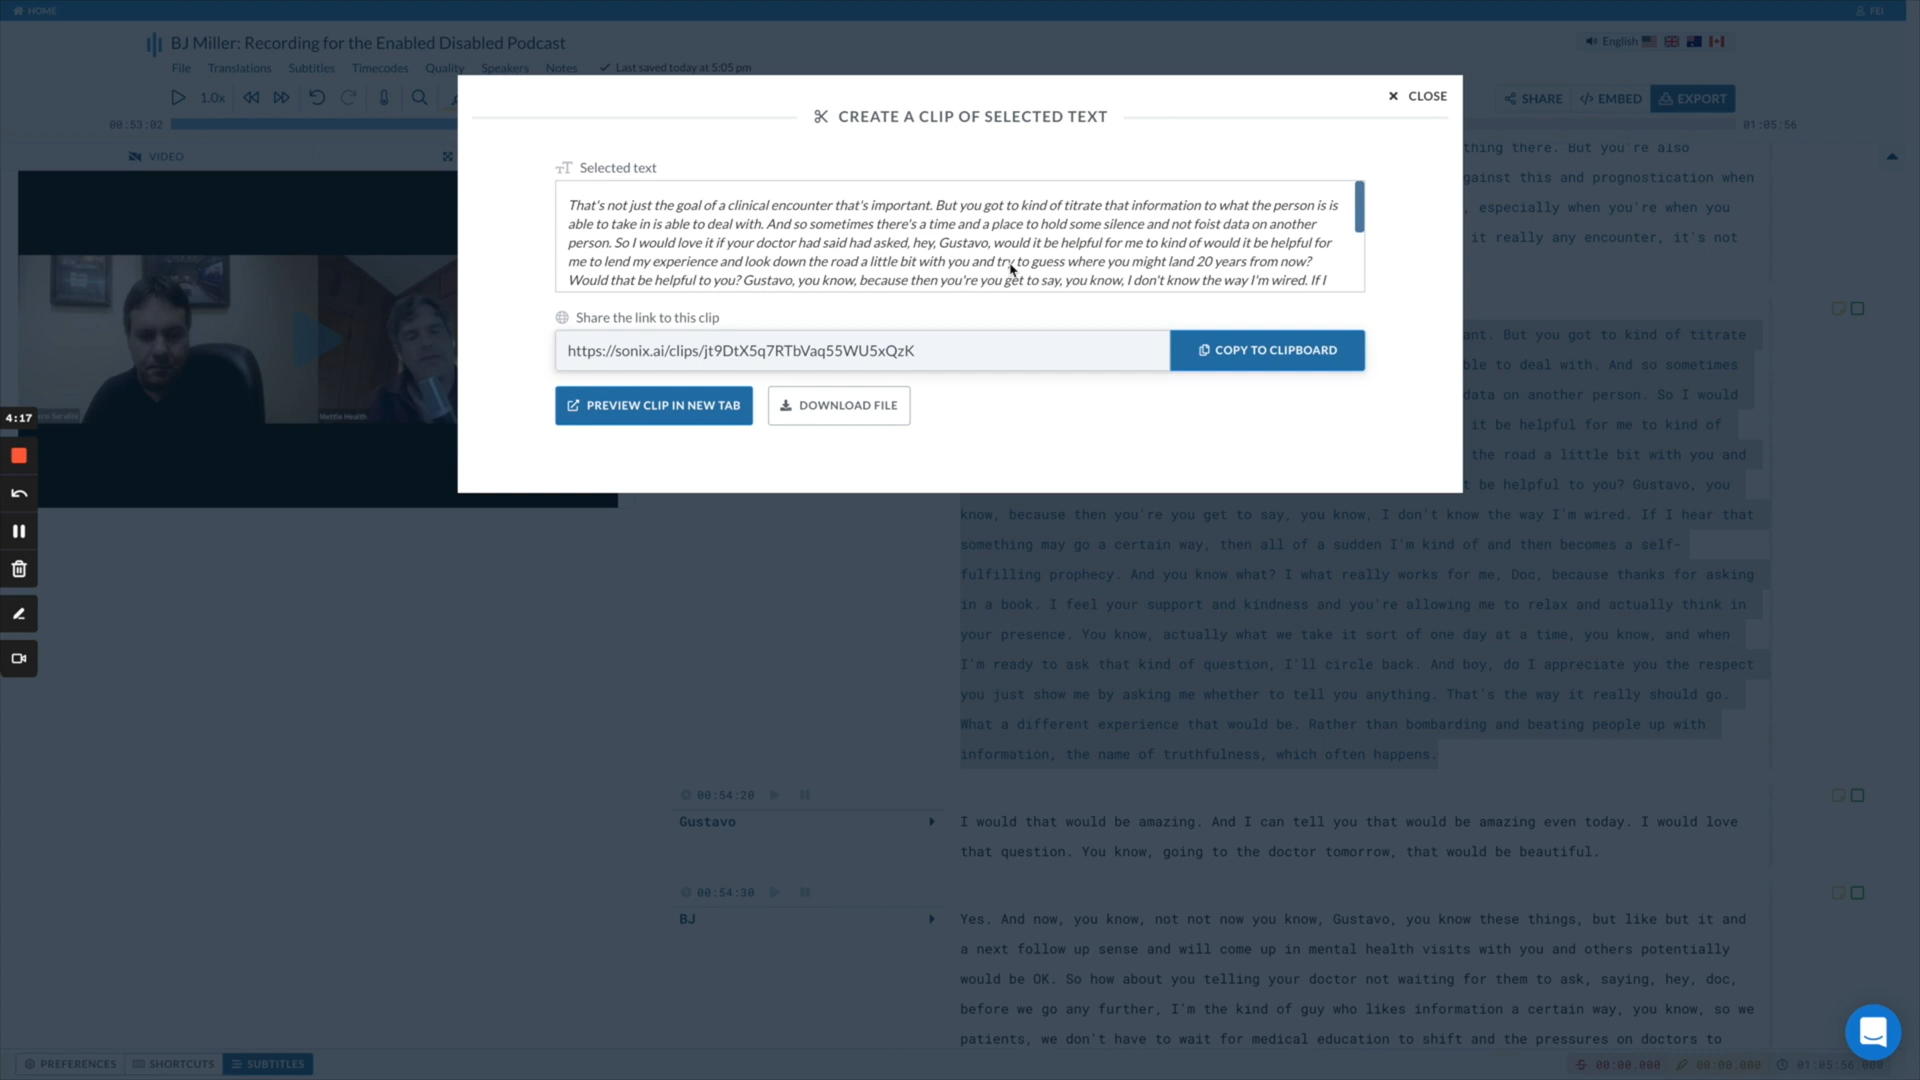 HOME
FEI
BJ Miller: Recording for the Enabled Disabled Podcast
English
File Translations Subtitles Timecodes Quality Speakers Notes Last saved today at 5:05 pm
1.0x
SHARE </> EMBED EXPORT
00:53:02
01:05:56
VIDEO
CLOSE
CREATE A CLIP OF SELECTED TEXT
Selected text
That's not just the goal of a clinical encounter that's important. But you got to kind of titrate that information to what the person is is
able to take in is able to deal with. And so sometimes there's a time and a place to hold some silence and not foist data on another
person. So I would love it if your doctor had said had asked, hey, Gustavo, would it be helpful for me to kind of would it be helpful for
me to lend my experience and look down the road a little bit with you and try to guess where you might land 20 years from now?
Would that be helpful to you? Gustavo, you know, because then you're you get to say, you know, I don't know the way I'm wired. If I
Share the link to this clip
https://sonix.ai/clips/jt9DtX5q7RTbVaq55WU5xQzK
COPY TO CLIPBOARD
PREVIEW CLIP IN NEW TAB
DOWNLOAD FILE
Mettle Health
4:17
thing there. But you're also
gainst this and prognostication when
, especially when you're when you
it really any encounter, it's not
ant. But you got to kind of titrate
ble to deal with. And so sometimes
data on another person. So I would
it be helpful for me to kind of
the road a little bit with you and
t be helpful to you? Gustavo, you
know, because then you're you get to say, you know, I don't know the way I'm wired. If I hear that
something may go a certain way, then all of a sudden I'm kind of and then becomes a self-
fulfilling prophecy. And you know what? I what really works for me, Doc, because thanks for asking
in a book. I feel your support and kindness and you're allowing me to relax and actually think in
your presence. You know, actually what we take it sort of one day at a time, you know, and when
I'm ready to ask that kind of question, I'll circle back. And boy, do I appreciate you the respect
you just show me by asking me whether to tell you anything. That's the way it really should go.
What a different experience that would be. Rather than bombarding and beating people up with
information, the name of truthfulness, which often happens.
00:54:20
Gustavo
I would that would be amazing. And I can tell you that would be amazing even today. I would love
that question. You know, going to the doctor tomorrow, that would be beautiful.
00:54:30
BJ
Yes. And now, you know, not not now you know, Gustavo, you know these things, but like but it and
a next follow up sense and will come up in mental health visits with you and others potentially
would be OK. So how about you telling your doctor not waiting for them to ask, saying, hey, doc,
before we go any further, I'm the kind of guy who likes information a certain way, you know, so we
patients, we don't have to wait for medical education to shift and the pressures on doctors to
PREFERENCES SHORTCUTS SUBTITLES
00:00.000 00:00.000 01:05:56.000